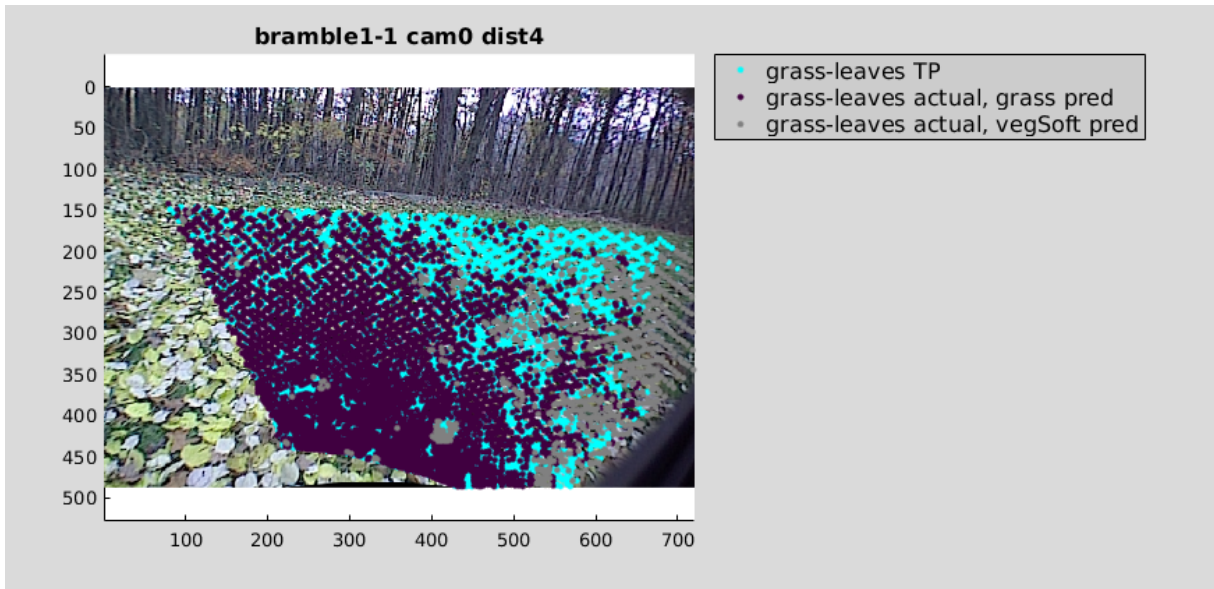 bramble1-1 cam0 dist4
grass-leaves TP
grass-leaves actual, grass pred
grass-leaves actual, vegSoft pred
0
50
100
150
200
250
300
350
400
450
500
100 200 300 400 500 600 700